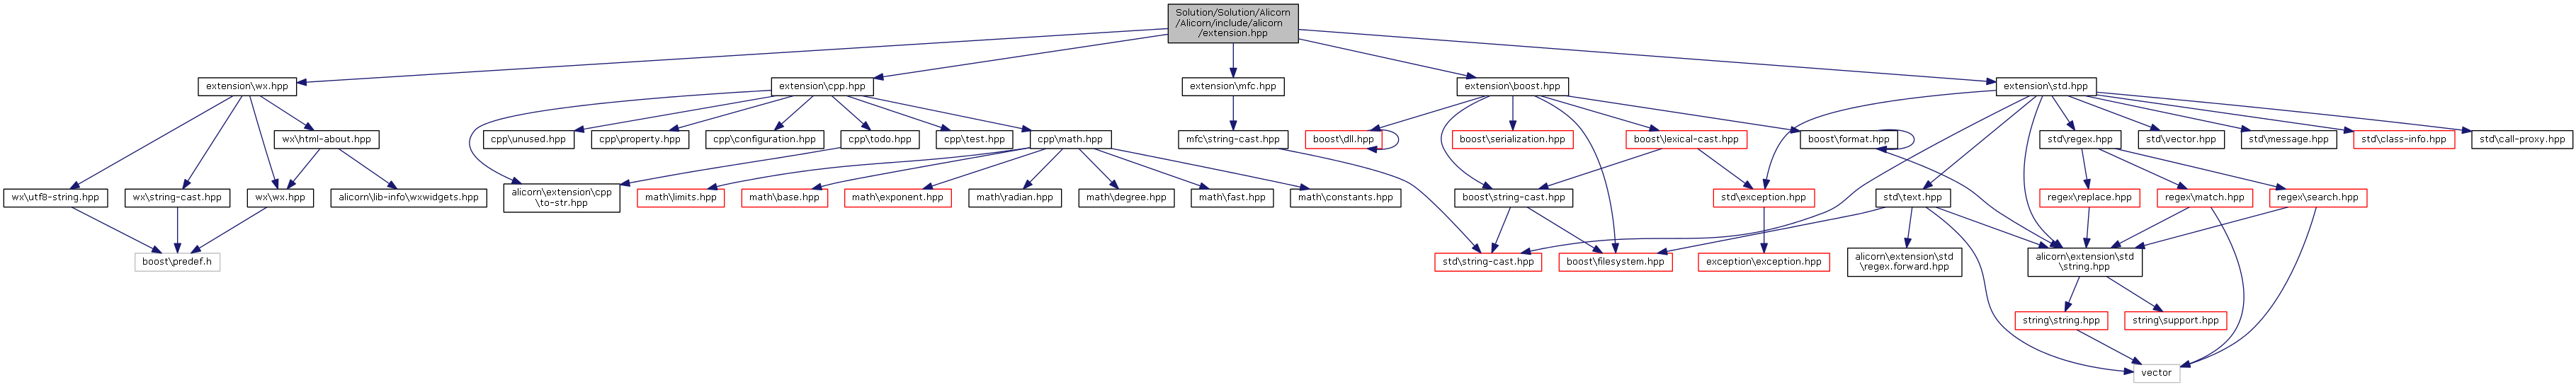 Solution/Solution/Alicorn
/Alicorn/include/alicorn
/extension.hpp
extension\wx.hpp
extension\cpp.hpp
extension\mfc.hpp
extension\boost.hpp
extension\std.hpp
wx\html-about.hpp
cpp\unused.hpp
cpp\property.hpp
cpp\configuration.hpp
cpp\todo.hpp
cpp\test.hpp
cpp\math.hpp
mfc\string-cast.hpp
boost\dll.hpp
boost\serialization.hpp
boost\lexical-cast.hpp
boost\format.hpp
std\regex.hpp
std\vector.hpp
std\message.hpp
std\class-info.hpp
std\call-proxy.hpp
wx\utf8-string.hpp
wx\string-cast.hpp
wx\wx.hpp
alicorn\lib-info\wxwidgets.hpp
alicorn\extension\cpp
\to-str.hpp
math\limits.hpp
math\base.hpp
math\exponent.hpp
math\radian.hpp
math\degree.hpp
math\fast.hpp
math\constants.hpp
boost\string-cast.hpp
std\exception.hpp
std\text.hpp
regex\replace.hpp
regex\match.hpp
regex\search.hpp
boost\predef.h
std\string-cast.hpp
boost\filesystem.hpp
exception\exception.hpp
alicorn\extension\std
\regex.forward.hpp
alicorn\extension\std
\string.hpp
string\string.hpp
string\support.hpp
vector